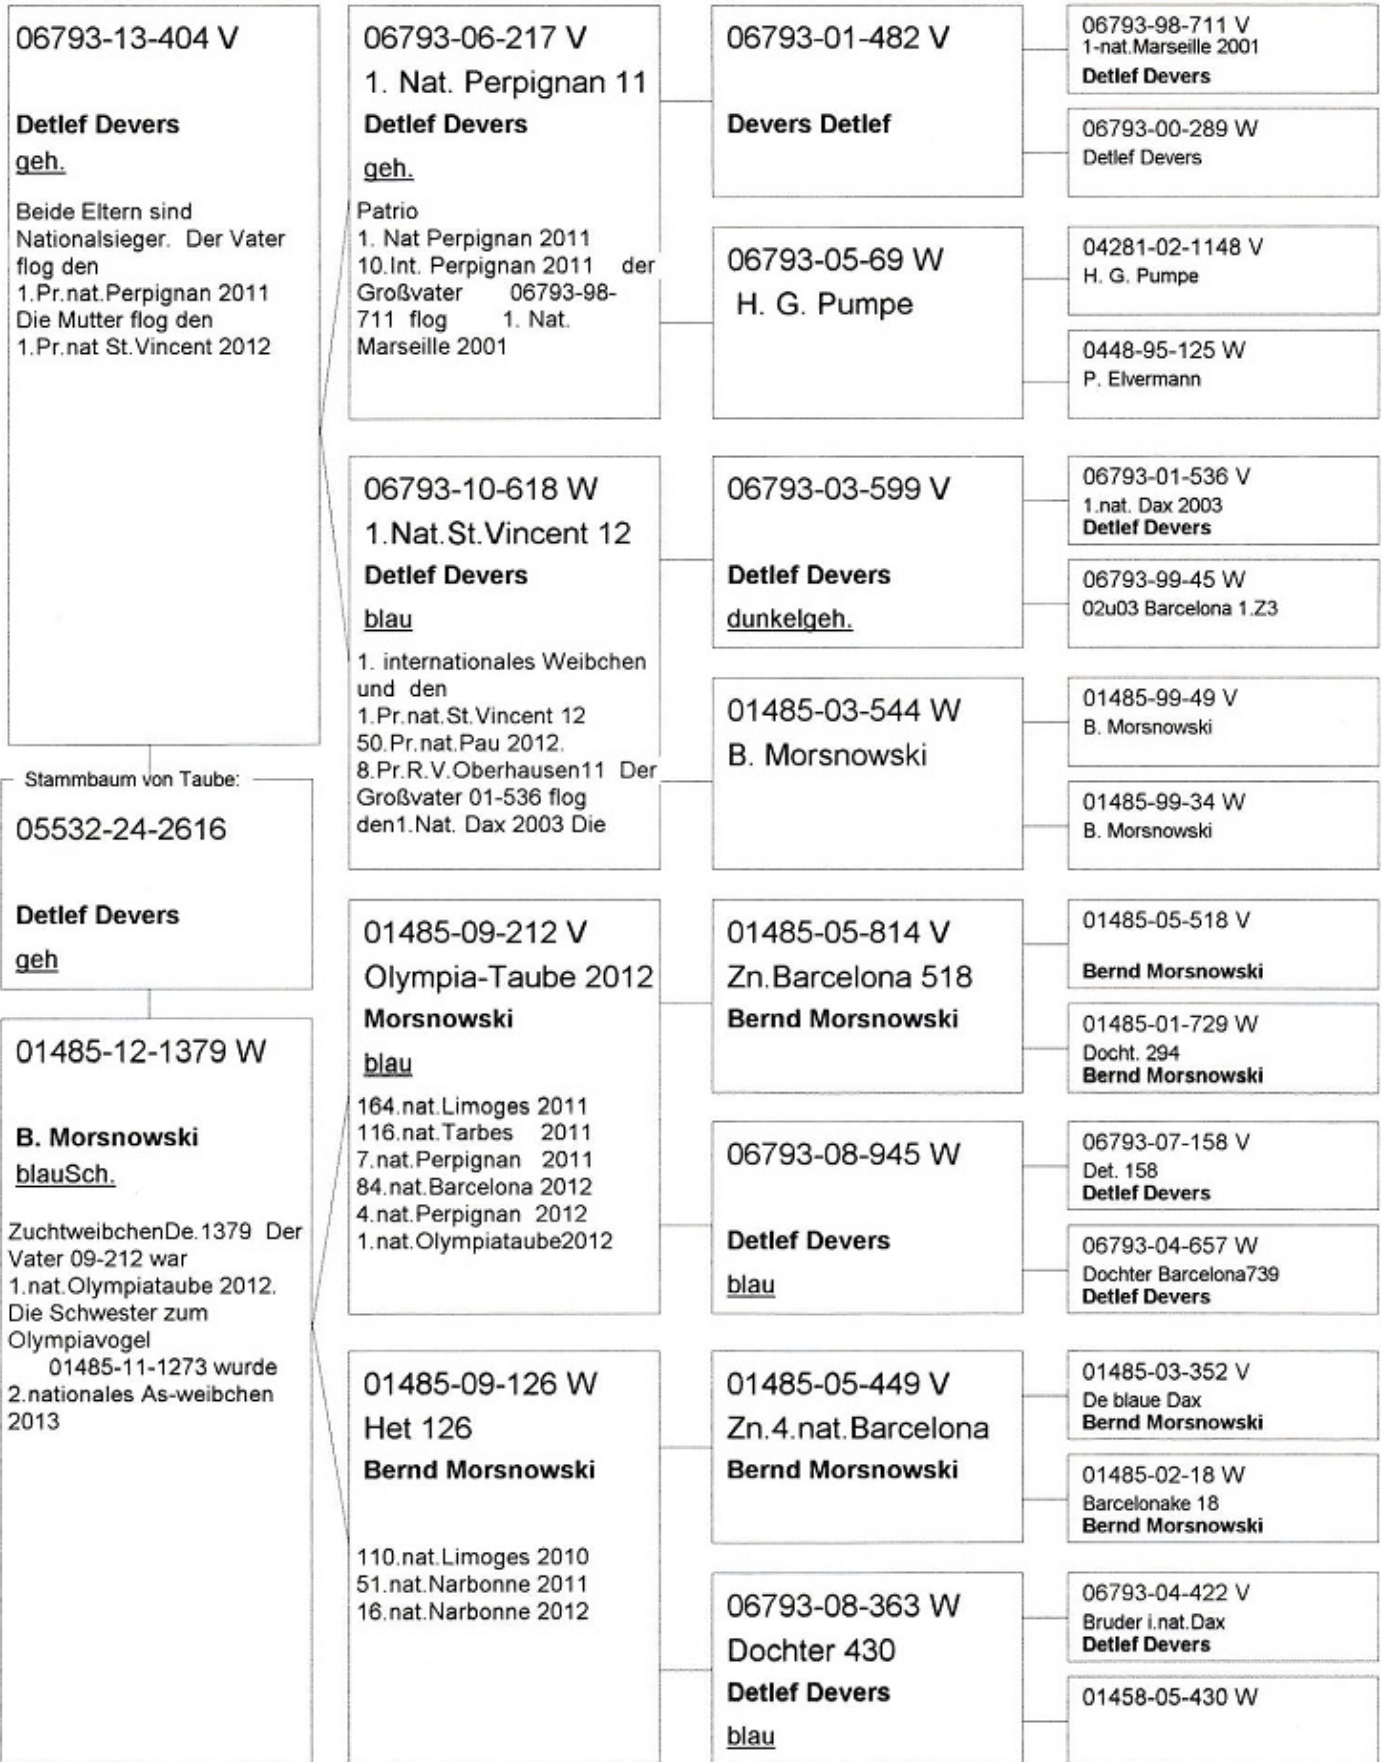 06793-13-404 V
Detlef Devers
geh.
Beide Eltern sind
Nationalsieger. Der Vater
flog den
1.Pr.nat.Perpignan 2011
Die Mutter flog den
1.Pr.nat St.Vincent 2012
Stammbaum von Taube:
05532-24-2616
Detlef Devers
geh
01485-12-1379 W
B. Morsnowski
blauSch.
ZuchtweibchenDe.1379 Der
Vater 09-212 war
1.nat.Olympiataube 2012.
Die Schwester zum
Olympiavogel
01485-11-1273 wurde
2.nationales As-weibchen
2013
06793-06-217 V
1. Nat. Perpignan 11
Detlef Devers
geh.
Patrio
1. Nat Perpignan 2011
10.Int. Perpignan 2011 der
Großvater 06793-98-
711 flog 1. Nat.
Marseille 2001
06793-10-618 W
1.Nat.St.Vincent 12
Detlef Devers
blau
1. internationales Weibchen
und den
1.Pr.nat.St.Vincent 12
50.Pr.nat.Pau 2012.
8.Pr.R.V.Oberhausen11 Der
Großvater 01-536 flog
den1.Nat. Dax 2003 Die
01485-09-212 V
Olympia-Taube 2012
Morsnowski
blau
164.nat.Limoges 2011
116.nat.Tarbes 2011
7.nat.Perpignan 2011
84.nat.Barcelona 2012
4.nat.Perpignan 2012
1.nat.Olympiataube2012
01485-09-126 W
Het 126
Bernd Morsnowski
110.nat.Limoges 2010
51.nat.Narbonne 2011
16.nat.Narbonne 2012
06793-01-482 V
Devers Detlef
06793-05-69 W
H. G. Pumpe
06793-03-599 V
Detlef Devers
dunkelgeh.
01485-03-544 W
B. Morsnowski
01485-05-814 V
Zn.Barcelona 518
Bernd Morsnowski
06793-08-945 W
Detlef Devers
blau
01485-05-449 V
Zn.4.nat.Barcelona
Bernd Morsnowski
06793-08-363 W
Dochter 430
Detlef Devers
blau
06793-98-711 V
1-nat.Marseille 2001
Detlef Devers
06793-00-289 W
Detlef Devers
04281-02-1148 V
H. G. Pumpe
0448-95-125 W
P. Elvermann
06793-01-536 V
1.nat. Dax 2003
Detlef Devers
06793-99-45 W
02u03 Barcelona 1.Z3
01485-99-49 V
B. Morsnowski
01485-99-34 W
B. Morsnowski
01485-05-518 V
Bernd Morsnowski
01485-01-729 W
Docht. 294
Bernd Morsnowski
06793-07-158 V
Det. 158
Detlef Devers
06793-04-657 W
Dochter Barcelona739
Detlef Devers
01485-03-352 V
De blaue Dax
Bernd Morsnowski
01485-02-18 W
Barcelonake 18
Bernd Morsnowski
06793-04-422 V
Bruder i.nat.Dax
Detlef Devers
01458-05-430 W